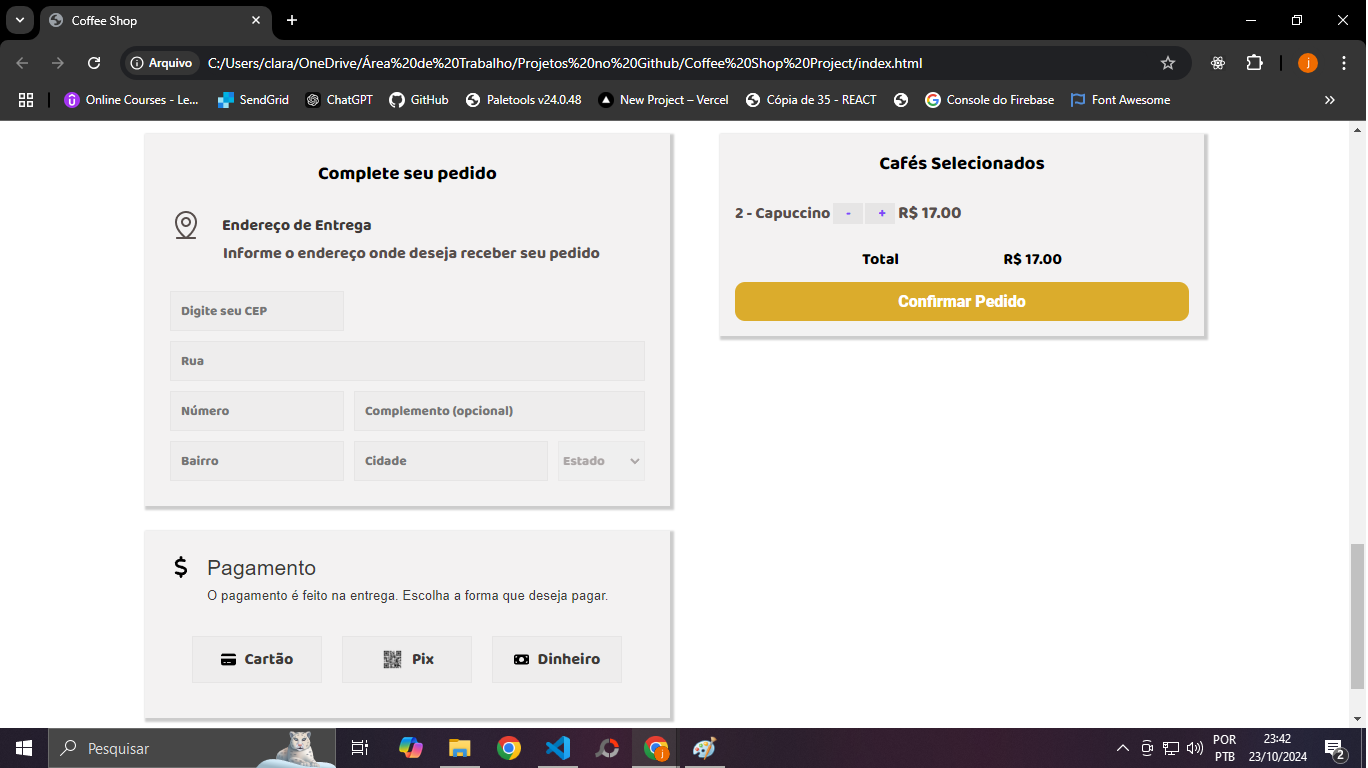 Coffee Shop
Arquivo C:/Users/clara/OneDrive/Área%20de%20Trabalho/Projetos%20no%20Github/Coffee%20Shop%20Project/index.html j
Online Courses - Le... SendGrid ChatGPT GitHub Paletools v24.0.48 New Project – Vercel Cópia de 35 - REACT Console do Firebase Font Awesome »
Complete seu pedido
Endereço de Entrega
Informe o endereço onde deseja receber seu pedido
Digite seu CEP
Rua
Número Complemento (opcional)
Bairro Cidade Estado
$ Pagamento
O pagamento é feito na entrega. Escolha a forma que deseja pagar.
Cartão Pix Dinheiro
Cafés Selecionados
2 - Capuccino - + R$ 17.00
Total R$ 17.00
Confirmar Pedido
Pesquisar j POR 23:42
PTB 23/10/2024 2